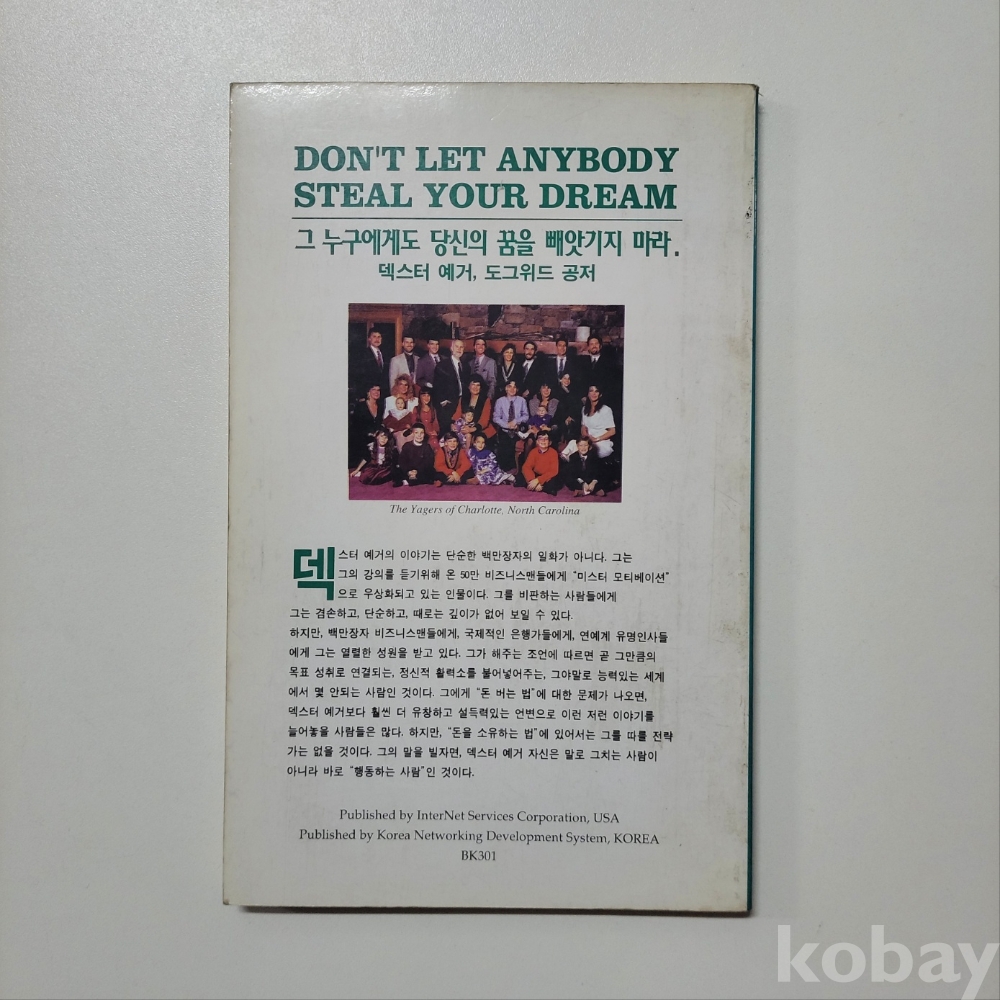 DON'T LET ANYBODY
STEAL YOUR DREAM
그 누구에게도 당신의 꿈을 빼앗기지 마라.
덱스터 예거, 도그위드 공저
The Yagers of Charlotte, North Carolina
덱스터 예거의 이야기는 단순한 백만장자의 일화가 아니다. 그는
그의 강의를 듣기위해 온 50만 비즈니스맨들에게 "미스터 모티베이션"
으로 우상화되고 있는 인물이다. 그를 비판하는 사람들에게
그는 겸손하고, 단순하고, 때로는 깊이가 없어 보일 수 있다.
하지만, 백만장자 비즈니스맨들에게, 국제적인 은행가들에게, 연예계 유명인사들
에게 그는 열렬한 성원을 받고 있다. 그가 해주는 조언에 따르면 곧 그만큼의
목표 성취로 연결되는, 정신적 활력소를 불어넣어주는, 그야말로 능력있는 세계
에서 몇 안되는 사람인 것이다. 그에게 "돈 버는 법"에 대한 문제가 나오면,
덱스터 예거보다 훨씬 더 유창하고 설득력있는 언변으로 이런 저런 이야기를
늘어놓을 사람들은 많다. 하지만, "돈을 소유하는 법"에 있어서는 그를 따를 전략
가는 없을 것이다. 그의 말을 빌자면, 덱스터 예거 자신은 말로 그치는 사람이
아니라 바로 "행동하는 사람"인 것이다.
Published by InterNet Services Corporation, USA
Published by Korea Networking Development System, KOREA
BK301
kobay